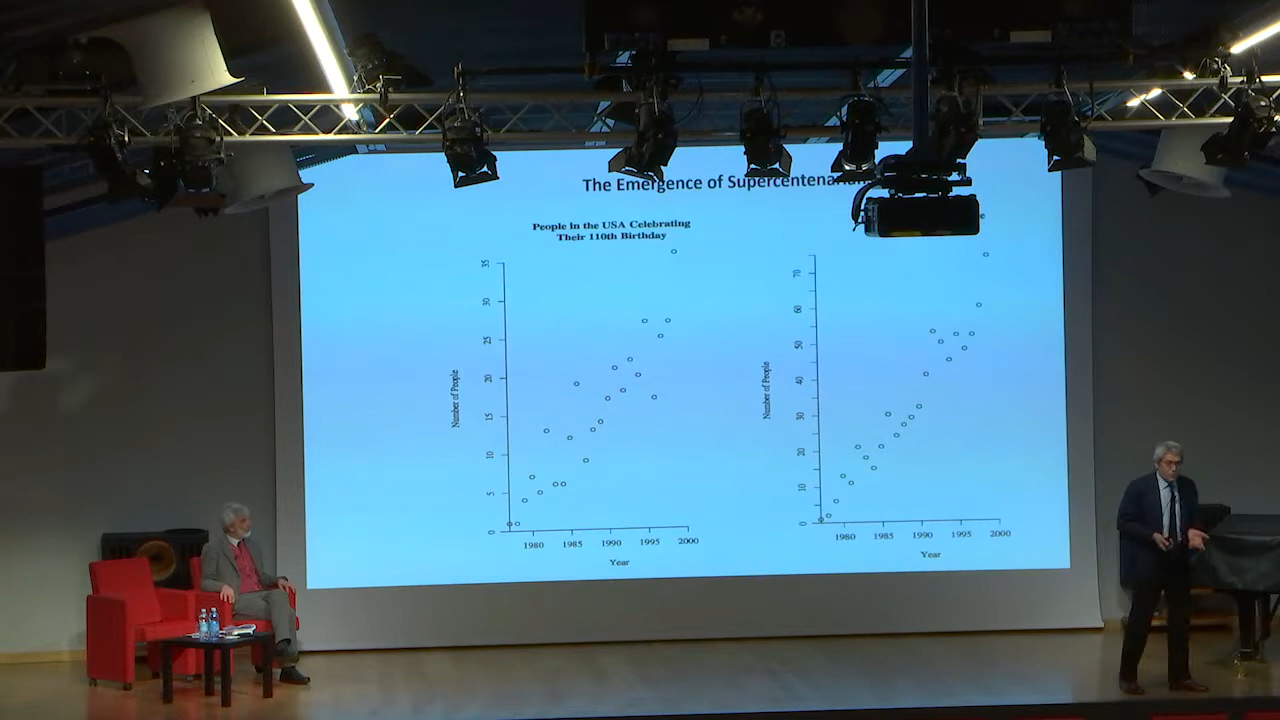 The Emergence of
People in the USA Celebrating
Their 110th Birthday
Number of People
35
30
25
20
15
10
5
0
1980 1985 1990 1995 2000
Year
Number of People
70
60
50
40
30
20
10
0
1980 1985 1990 1995 2000
Year